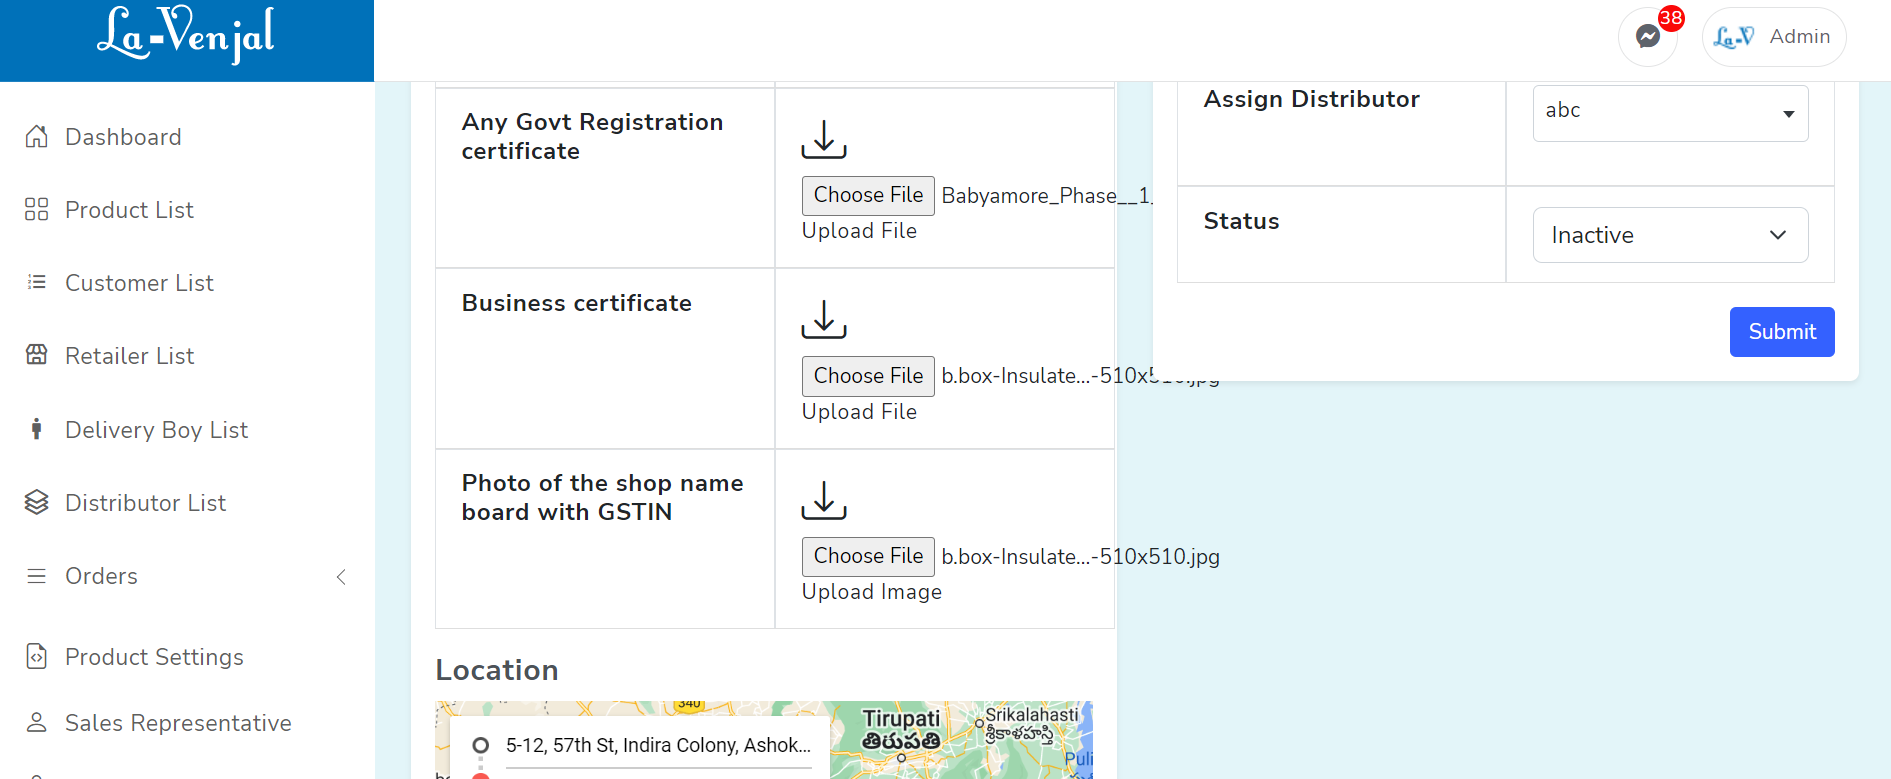 La-Venjal
38
La-V
Admin
Dashboard
Product List
Customer List
Retailer List
Delivery Boy List
Distributor List
Orders
Product Settings
Sales Representative
Any Govt Registration
certificate
Choose File Babyamore_Phase__1_
Upload File
Business certificate
Choose File b.box-Insulate...-510x510.jpg
Upload File
Photo of the shop name
board with GSTIN
Choose File b.box-Insulate...-510x510.jpg
Upload Image
Location
340
5-12, 57th St, Indira Colony, Ashok...
Tirupati
తిరుపతి
Srikalahasti
శ్రీకాళహస్తి
Puli
Assign Distributor
abc
Status
Inactive
Submit